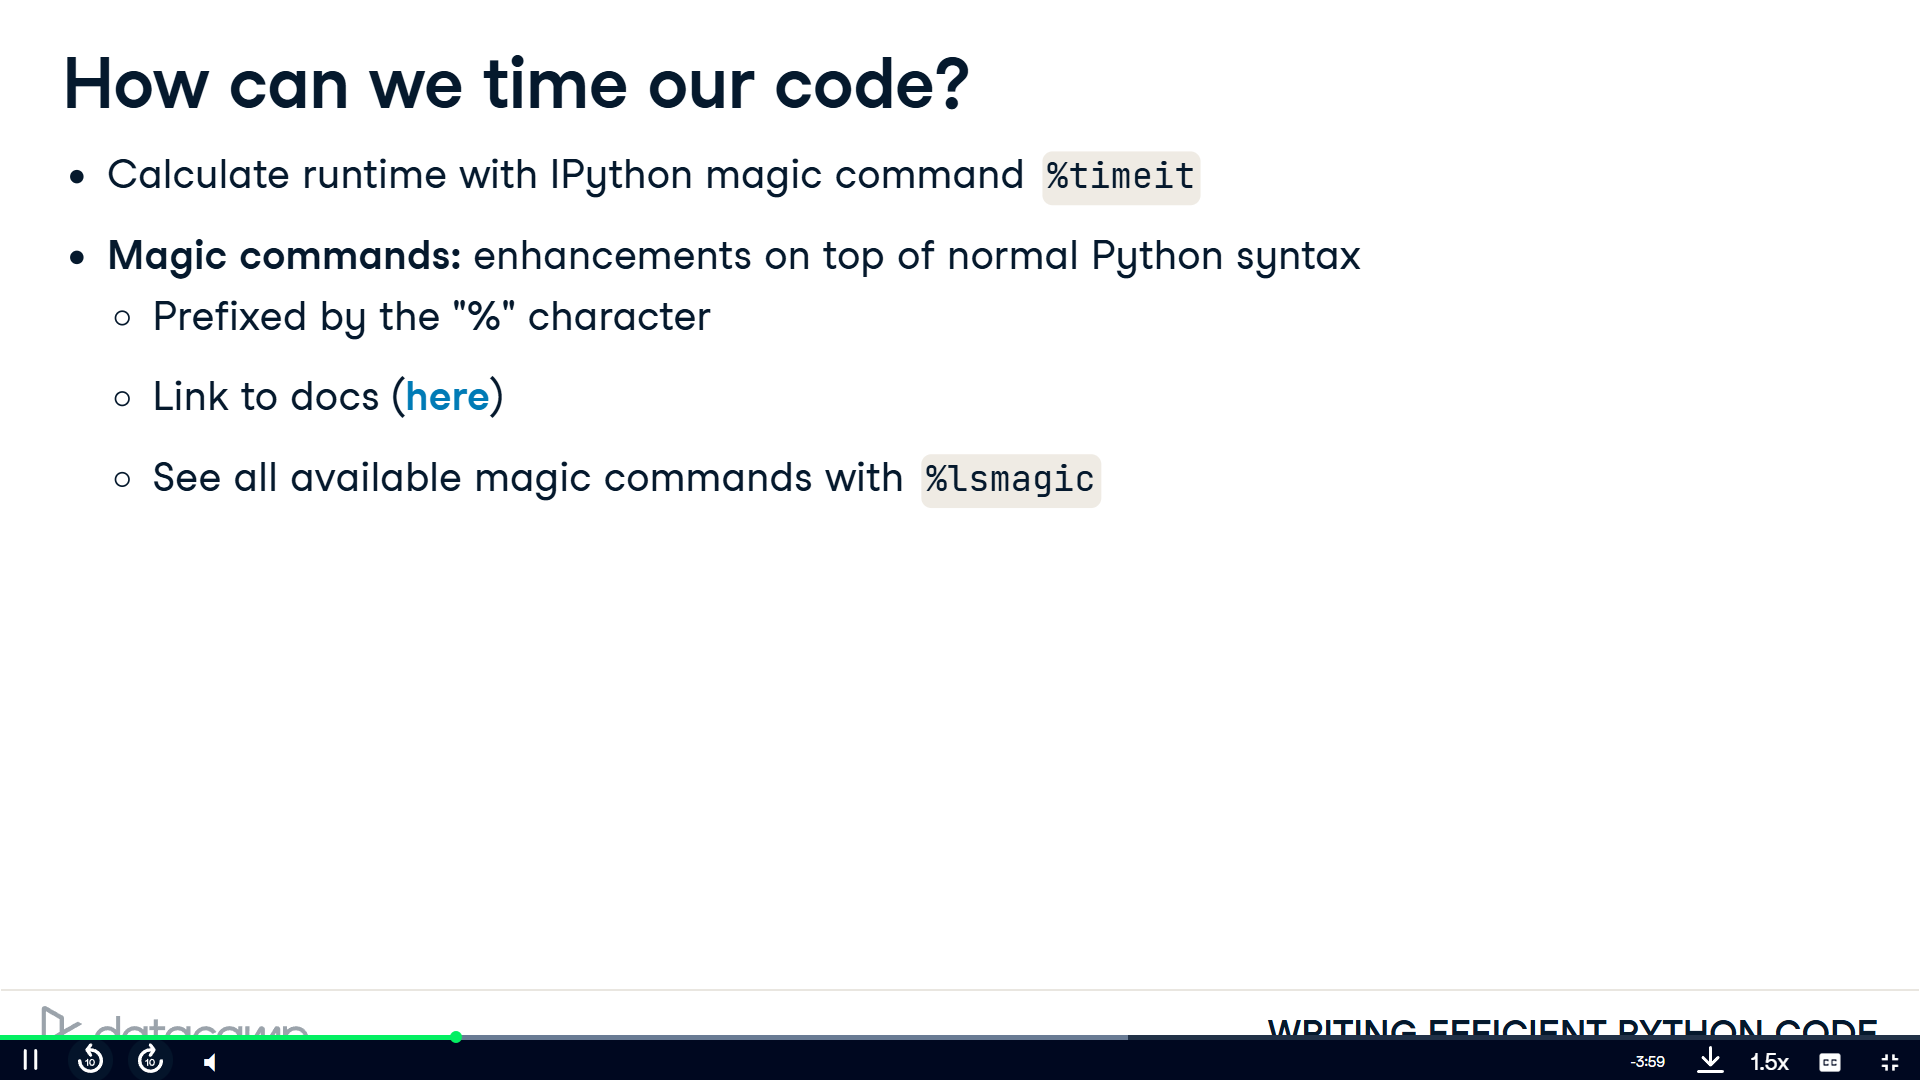 How can we time our code?
Calculate runtime with IPython magic command %timeit
Magic commands: enhancements on top of normal Python syntax
Prefixed by the "%" character
Link to docs (here)
See all available magic commands with %lsmagic
datacamp
WRITING EFFICIENT PYTHON CODE
10
10
-3:59
1.5x
CC